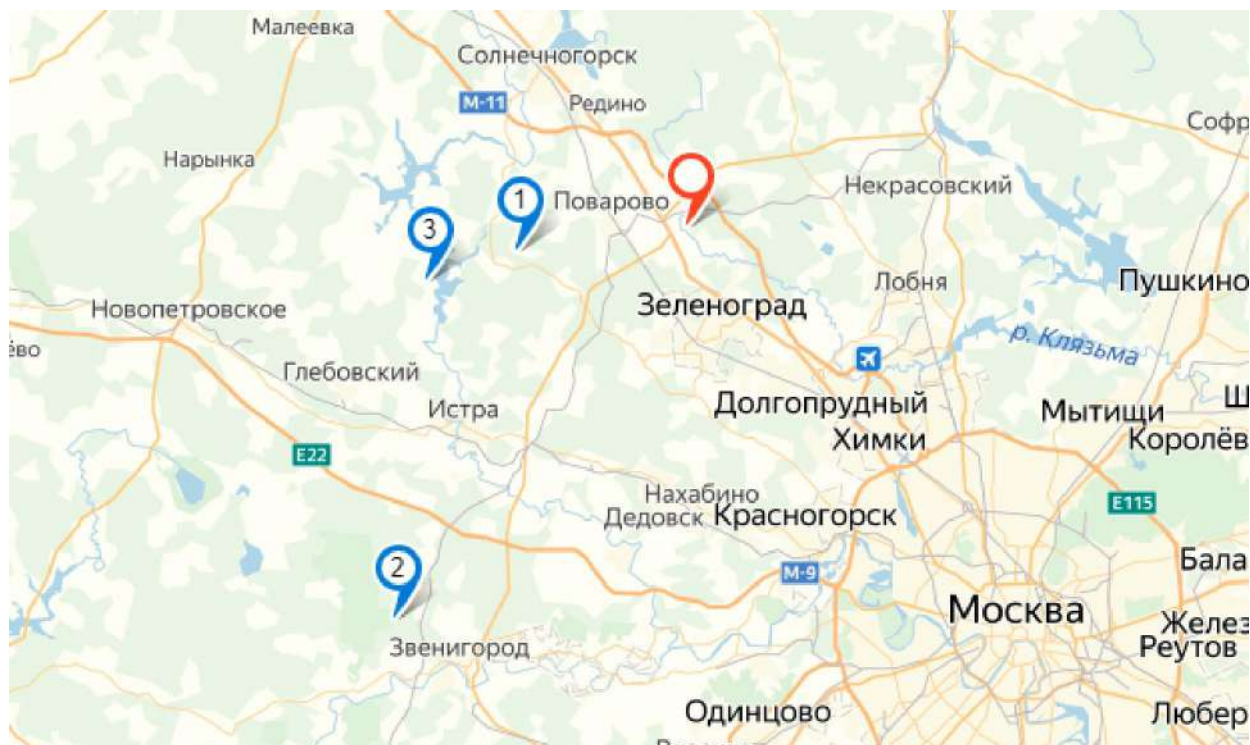 Малеевка
Солнечногорск
М-11
Редино
Софр
Нарынка
Некрасовский
1
Поварово
3
Пушкино
Лобня
Зеленоград
Новопетровское
р. Клязьма
ёво
Глебовский
Истра
Долгопрудный
Ш
Мытищи
Химки
Королёв
E22
Нахабино
E115
Дедовск
Красногорск
Бала
2
М-9
Москва
Желез
Реутов
Звенигород
Одинцово
Любер